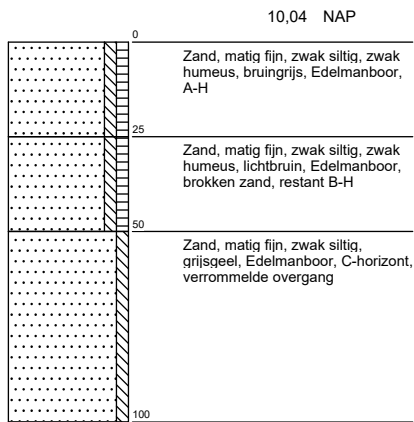 10,04 NAP
0
Zand, matig fijn, zwak siltig, zwak
humeus, bruingrijs, Edelmanboor,
A-H
25
Zand, matig fijn, zwak siltig, zwak
humeus, lichtbruin, Edelmanboor,
brokken zand, restant B-H
50
Zand, matig fijn, zwak siltig,
grijsgeel, Edelmanboor, C-horizont,
verrommelde overgang
100